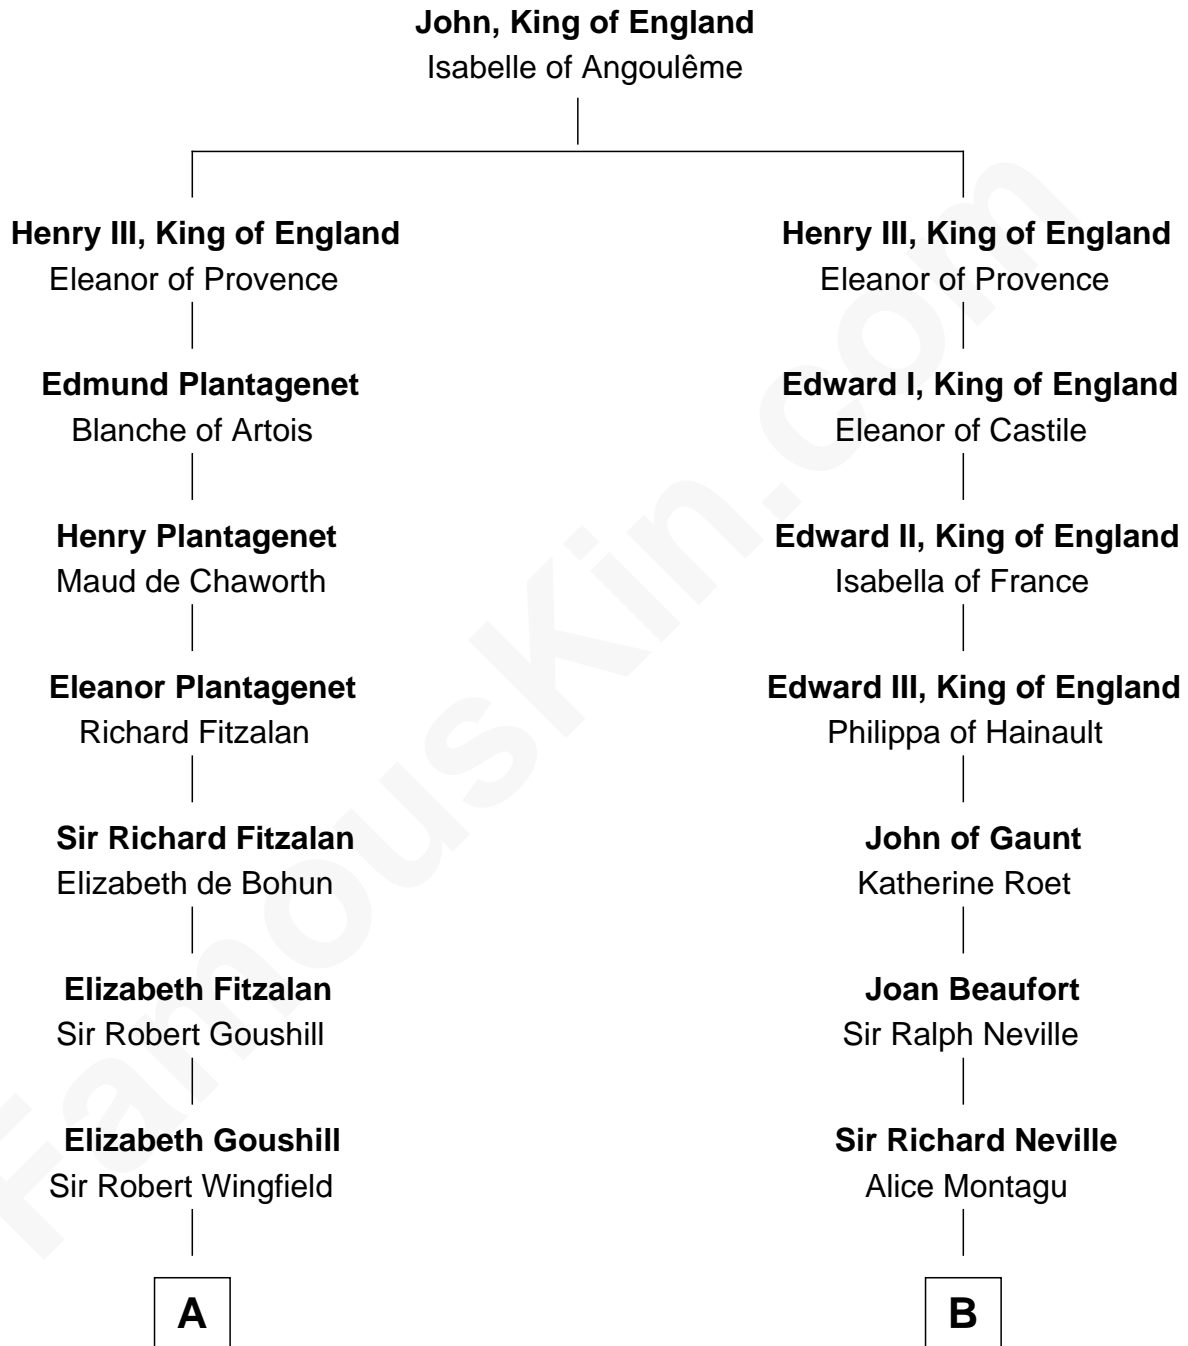 John, King of England
Isabelle of Angoulême
Henry III, King of England
Eleanor of Provence
Edmund Plantagenet
Blanche of Artois
Henry Plantagenet
Maud de Chaworth
Eleanor Plantagenet
Richard Fitzalan
Sir Richard Fitzalan
Elizabeth de Bohun
Elizabeth Fitzalan
Sir Robert Goushill
Elizabeth Goushill
Sir Robert Wingfield
A
Henry III, King of England
Eleanor of Provence
Edward I, King of England
Eleanor of Castile
Edward II, King of England
Isabella of France
Edward III, King of England
Philippa of Hainault
John of Gaunt
Katherine Roet
Joan Beaufort
Sir Ralph Neville
Sir Richard Neville
Alice Montagu
B
FamousKin.com